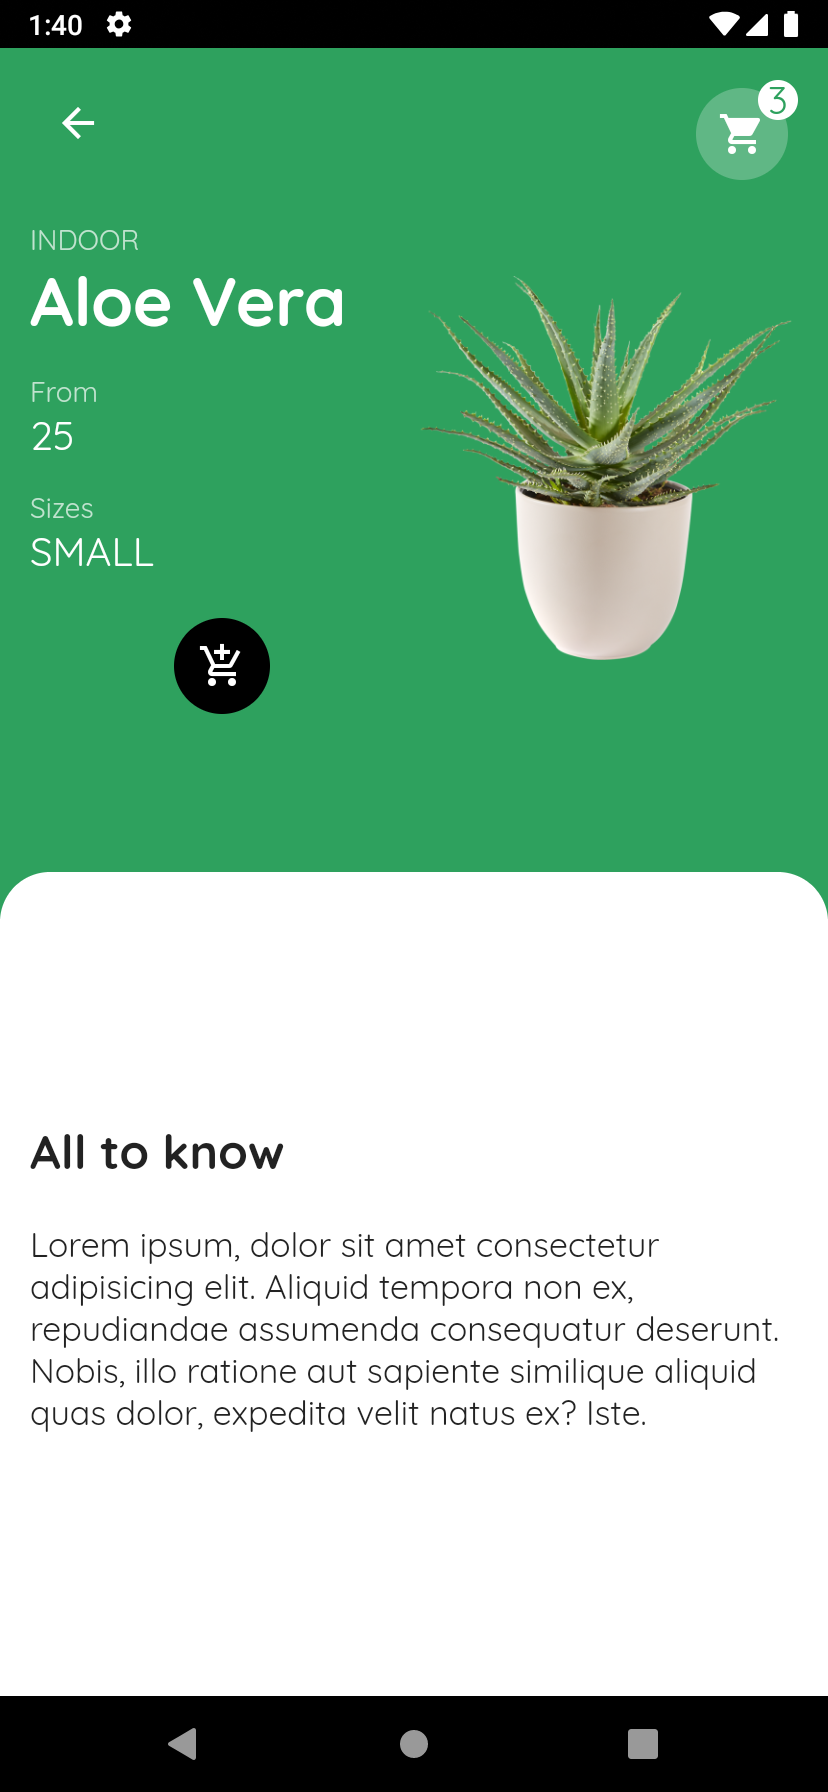 1:40
3
INDOOR
Aloe Vera
From
25
Sizes
SMALL
All to know
Lorem ipsum, dolor sit amet consectetur
adipisicing elit. Aliquid tempora non ex,
repudiandae assumenda consequatur deserunt.
Nobis, illo ratione aut sapiente similique aliquid
quas dolor, expedita velit natus ex? Iste.